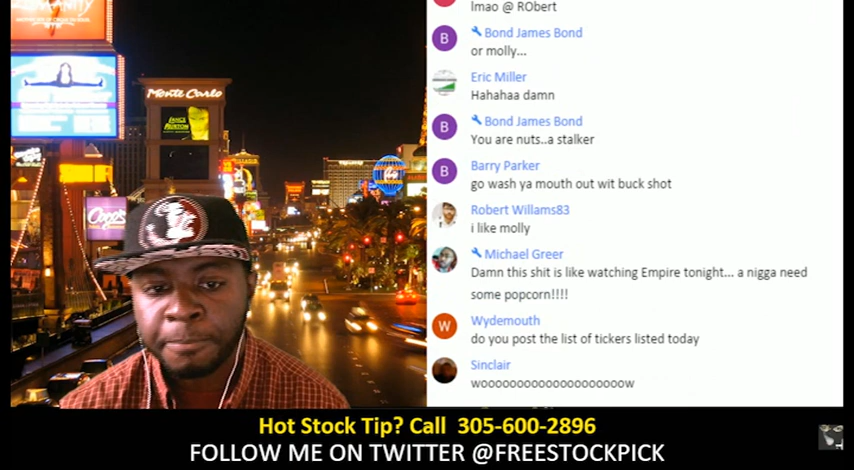 Monte Carlo
lmao @ RObert
Bond James Bond
or molly...
Eric Miller
Hahahaa damn
Bond James Bond
You are nuts..a stalker
Barry Parker
go wash ya mouth out wit buck shot
Robert Willams83
i like molly
Michael Greer
Damn this shit is like watching Empire tonight... a nigga need
some popcorn!!!!
Wydemouth
do you post the list of tickers listed today
Sinclair
wooooooooooooooooooooow
Hot Stock Tip? Call 305-600-2896
FOLLOW ME ON TWITTER @FREESTOCKPICK
B
B
B
W